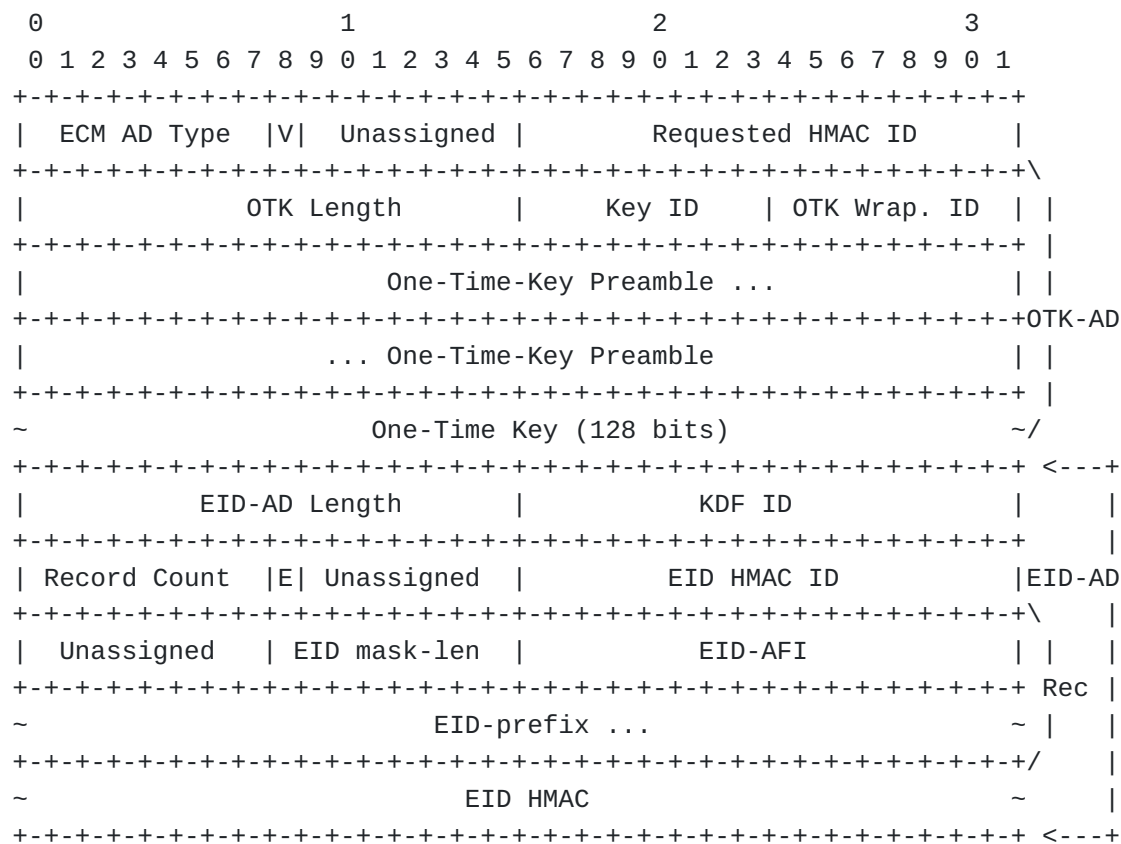 0                   1                   2                   3
 0 1 2 3 4 5 6 7 8 9 0 1 2 3 4 5 6 7 8 9 0 1 2 3 4 5 6 7 8 9 0 1
+-+-+-+-+-+-+-+-+-+-+-+-+-+-+-+-+-+-+-+-+-+-+-+-+-+-+-+-+-+-+-+-+
|  ECM AD Type  |V|  Unassigned |        Requested HMAC ID      |
+-+-+-+-+-+-+-+-+-+-+-+-+-+-+-+-+-+-+-+-+-+-+-+-+-+-+-+-+-+-+-+-+\
|              OTK Length       |     Key ID    | OTK Wrap. ID  | |
+-+-+-+-+-+-+-+-+-+-+-+-+-+-+-+-+-+-+-+-+-+-+-+-+-+-+-+-+-+-+-+-+ |
|                       One-Time-Key Preamble ...               | |
+-+-+-+-+-+-+-+-+-+-+-+-+-+-+-+-+-+-+-+-+-+-+-+-+-+-+-+-+-+-+-+-+OTK-AD
|                   ... One-Time-Key Preamble                   | |
+-+-+-+-+-+-+-+-+-+-+-+-+-+-+-+-+-+-+-+-+-+-+-+-+-+-+-+-+-+-+-+-+ |
~                      One-Time Key (128 bits)                  ~/
+-+-+-+-+-+-+-+-+-+-+-+-+-+-+-+-+-+-+-+-+-+-+-+-+-+-+-+-+-+-+-+-+ <---+
|           EID-AD Length       |           KDF ID              |     |
+-+-+-+-+-+-+-+-+-+-+-+-+-+-+-+-+-+-+-+-+-+-+-+-+-+-+-+-+-+-+-+-+     |
| Record Count  |E| Unassigned  |         EID HMAC ID           |EID-AD
+-+-+-+-+-+-+-+-+-+-+-+-+-+-+-+-+-+-+-+-+-+-+-+-+-+-+-+-+-+-+-+-+\    |
|  Unassigned   | EID mask-len  |           EID-AFI             | |   |
+-+-+-+-+-+-+-+-+-+-+-+-+-+-+-+-+-+-+-+-+-+-+-+-+-+-+-+-+-+-+-+-+ Rec |
~                          EID-prefix ...                       ~ |   |
+-+-+-+-+-+-+-+-+-+-+-+-+-+-+-+-+-+-+-+-+-+-+-+-+-+-+-+-+-+-+-+-+/    |
~                            EID HMAC                           ~     |
+-+-+-+-+-+-+-+-+-+-+-+-+-+-+-+-+-+-+-+-+-+-+-+-+-+-+-+-+-+-+-+-+ <---+